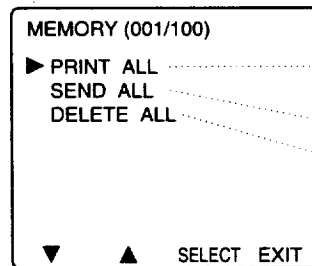 MEMORY (001/100)
▶ PRINT ALL
SEND ALL
DELETE ALL
▼ ▲ SELECT EXIT